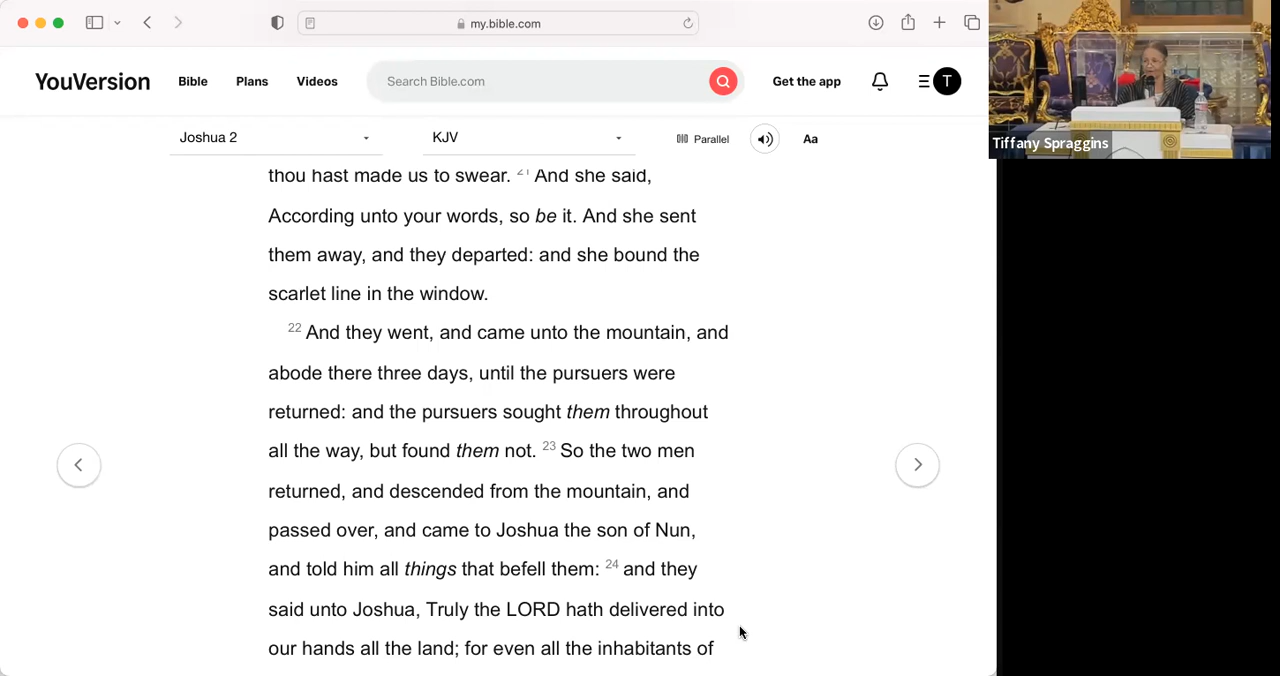 my.bible.com
YouVersion
Bible
Plans
Videos
Search Bible.com
Get the app
T
Tiffany Spraggins
Joshua 2
KJV
Parallel
Aa
thou hast made us to swear. 21 And she said,
According unto your words, so be it. And she sent
them away, and they departed: and she bound the
scarlet line in the window.
22 And they went, and came unto the mountain, and
abode there three days, until the pursuers were
returned: and the pursuers sought them throughout
all the way, but found them not. 23 So the two men
returned, and descended from the mountain, and
passed over, and came to Joshua the son of Nun,
and told him all things that befell them: 24 and they
said unto Joshua, Truly the LORD hath delivered into
our hands all the land; for even all the inhabitants of